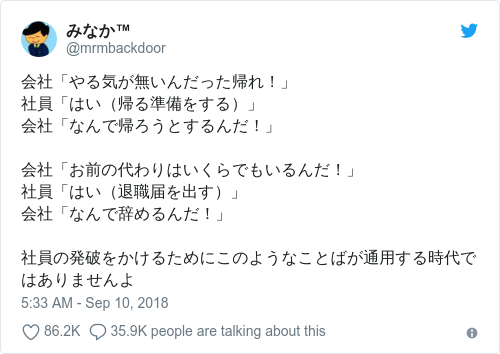 みなか™
@mrmbackdoor
会社「やる気が無いんだった帰れ！」
社員「はい（帰る準備をする）」
会社「なんで帰ろうとするんだ！」
会社「お前の代わりはいくらでもいるんだ！」
社員「はい（退職届を出す）」
会社「なんで辞めるんだ！」
社員の発破をかけるためにこのようなことばが通用する時代で
はありませんよ
5:33 AM - Sep 10, 2018
86.2K 35.9K people are talking about this